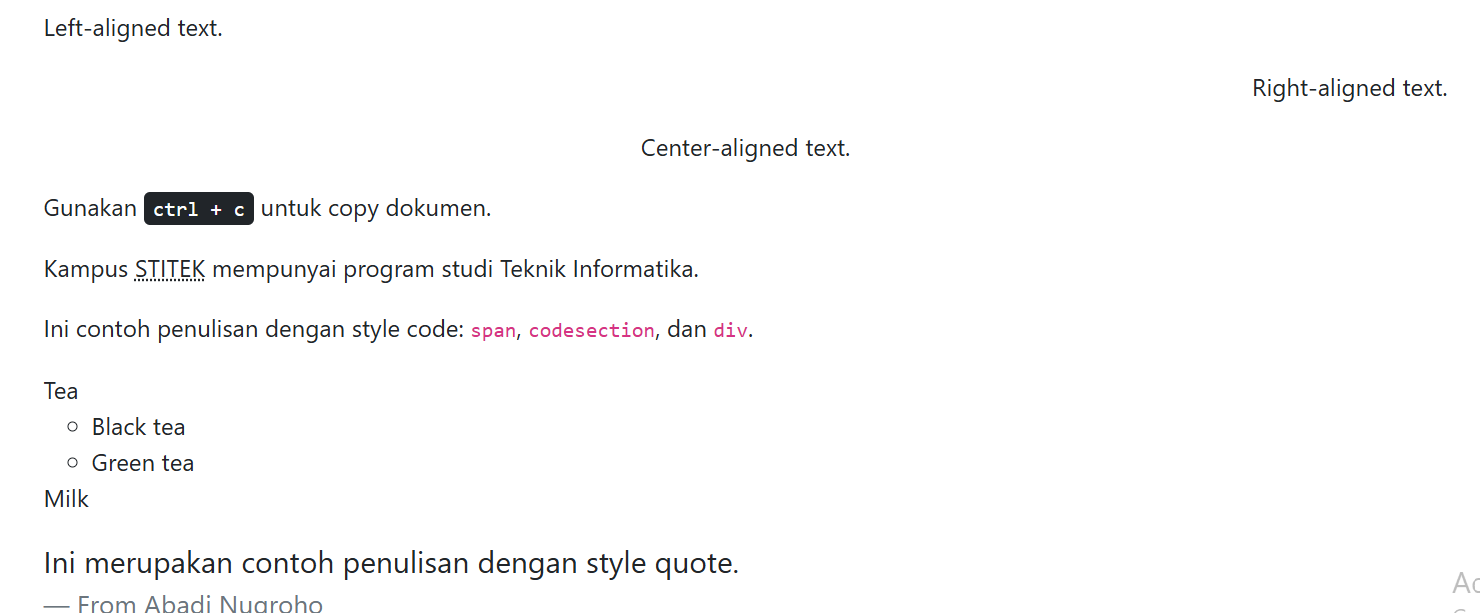 Left-aligned text.
Right-aligned text.
Center-aligned text.
Gunakan ctrl + c untuk copy dokumen.
Kampus STITEK mempunyai program studi Teknik Informatika.
Ini contoh penulisan dengan style code: span, codesection, dan div.
Tea
Black tea
Green tea
Milk
Ini merupakan contoh penulisan dengan style quote.
— From Abadi Nugroho